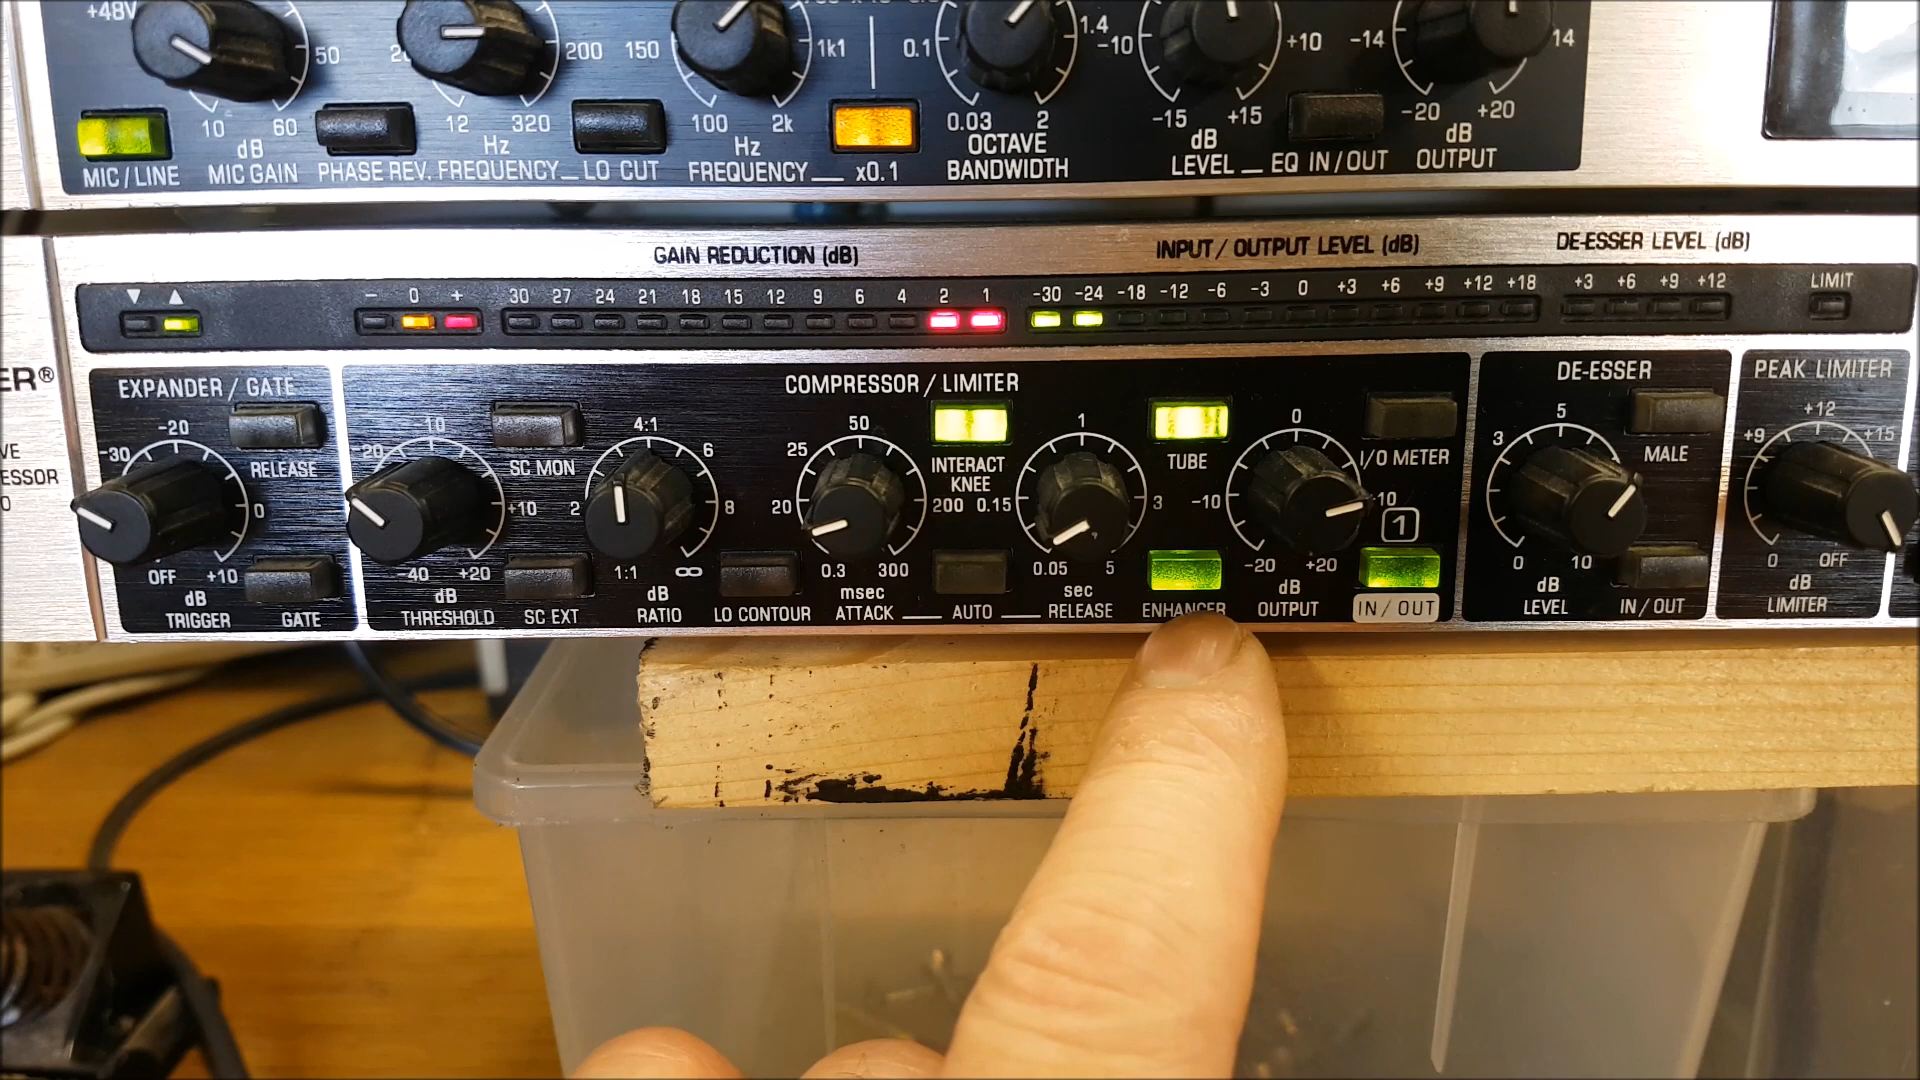 +48V
50
200
150
1k1
0.1
1.4
-10
+10
-14
14
10 60
12 320
100 2k
0.03 2
-15 +15
-20 +20
dB
Hz
Hz
OCTAVE
dB
dB
MIC / LINE MIC GAIN PHASE REV. FREQUENCY LO CUT FREQUENCY x0.1 BANDWIDTH LEVEL EQ IN / OUT OUTPUT
GAIN REDUCTION (dB) INPUT / OUTPUT LEVEL (dB) DE-ESSER LEVEL (dB)
- 0 + 30 27 24 21 18 15 12 9 6 4 2 1 -30 -24 -18 -12 -6 -3 0 +3 +6 +9 +12 +18 +3 +6 +9 +12 LIMIT
ER®
VE
ESSOR
EXPANDER / GATE
-20
-30
RELEASE
0
OFF +10
dB
TRIGGER
GATE
COMPRESSOR / LIMITER
-10
-20
+10
-40 +20
dB
THRESHOLD
SC MON
SC EXT
4:1
6
2
8
1:1 ∞
dB
RATIO
LO CONTOUR
50
25
20
200
0.3 300
msec
ATTACK
INTERACT
KNEE
AUTO
1
0.15
3
0.05 5
sec
RELEASE
TUBE
ENHANCER
0
-10
+10
-20 +20
dB
OUTPUT
I/O METER
1
IN / OUT
DE-ESSER
5
3
0 10
dB
LEVEL
MALE
IN / OUT
PEAK LIMITER
+12
+9
+15
0 OFF
dB
LIMITER